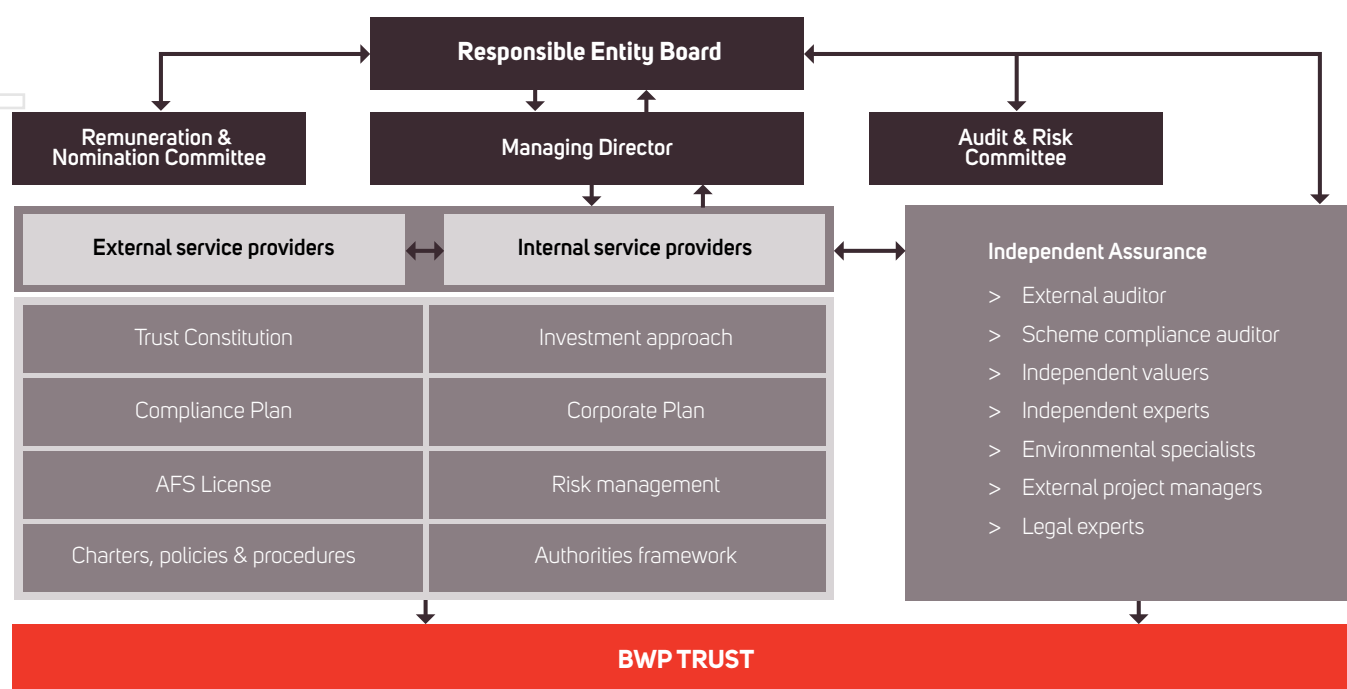 Responsible Entity Board
Remuneration &
Nomination Committee
Managing Director
Audit & Risk
Committee
External service providers
Internal service providers
Trust Constitution
Investment approach
Compliance Plan
Corporate Plan
AFS License
Risk management
Charters, policies & procedures
Authorities framework
Independent Assurance
> External auditor
> Scheme compliance auditor
> Independent valuers
> Independent experts
> Environmental specialists
> External project managers
> Legal experts
BWP TRUST